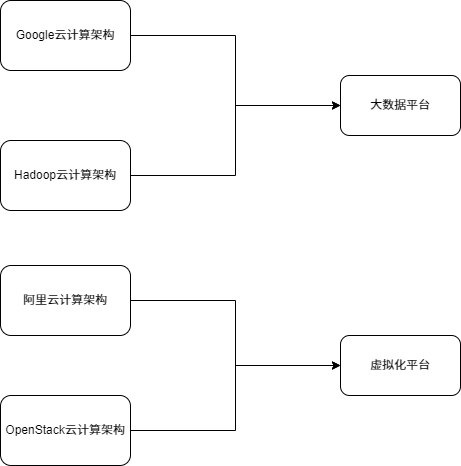 Google云计算架构
大数据平台
Hadoop云计算架构
阿里云计算架构
虚拟化平台
OpenStack云计算架构